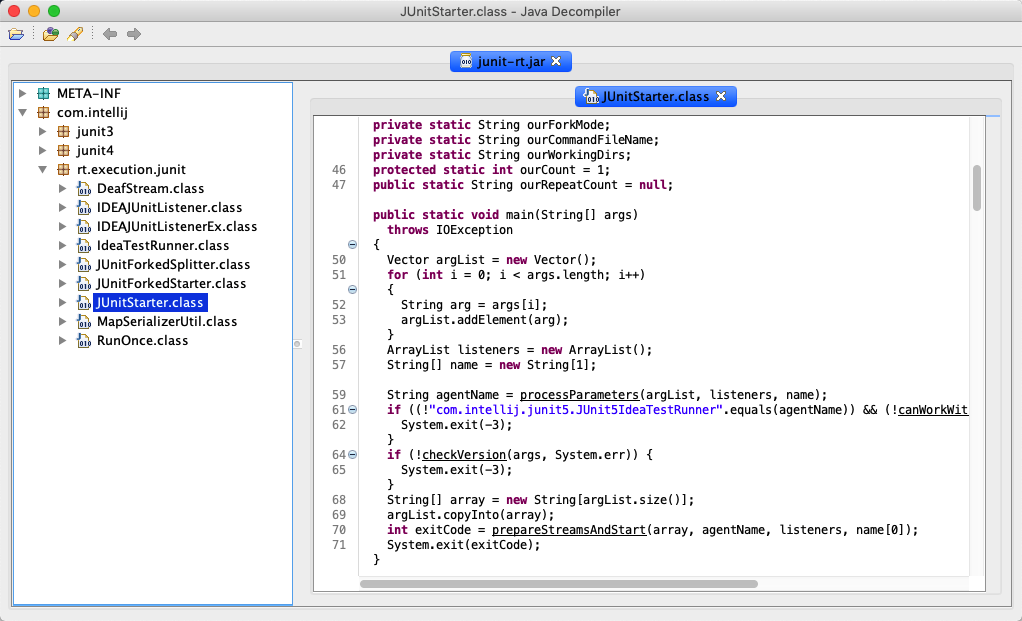 JUnitStarter.class - Java Decompiler
junit-rt.jar
META-INF
com.intellij
junit3
junit4
rt.execution.junit
DeafStream.class
IDEAJUnitListener.class
IDEAJUnitListenerEx.class
IdeaTestRunner.class
JUnitForkedSplitter.class
JUnitForkedStarter.class
JUnitStarter.class
MapSerializerUtil.class
RunOnce.class
JUnitStarter.class
private static String ourForkMode;
private static String ourCommandFileName;
private static String ourWorkingDirs;
46 protected static int ourCount = 1;
47 public static String ourRepeatCount = null;
public static void main(String[] args)
throws IOException
{
50 Vector argList = new Vector();
51 for (int i = 0; i < args.length; i++)
{
52 String arg = args[i];
53 argList.addElement(arg);
}
56 ArrayList listeners = new ArrayList();
57 String[] name = new String[1];
59 String agentName = processParameters(argList, listeners, name);
61 if ((!"com.intellij.junit5.JUnit5IdeaTestRunner".equals(agentName)) && (!canWorkWit
62 System.exit(-3);
}
64 if (!checkVersion(args, System.err)) {
65 System.exit(-3);
}
68 String[] array = new String[argList.size()];
69 argList.copyInto(array);
70 int exitCode = prepareStreamsAndStart(array, agentName, listeners, name[0]);
71 System.exit(exitCode);
}